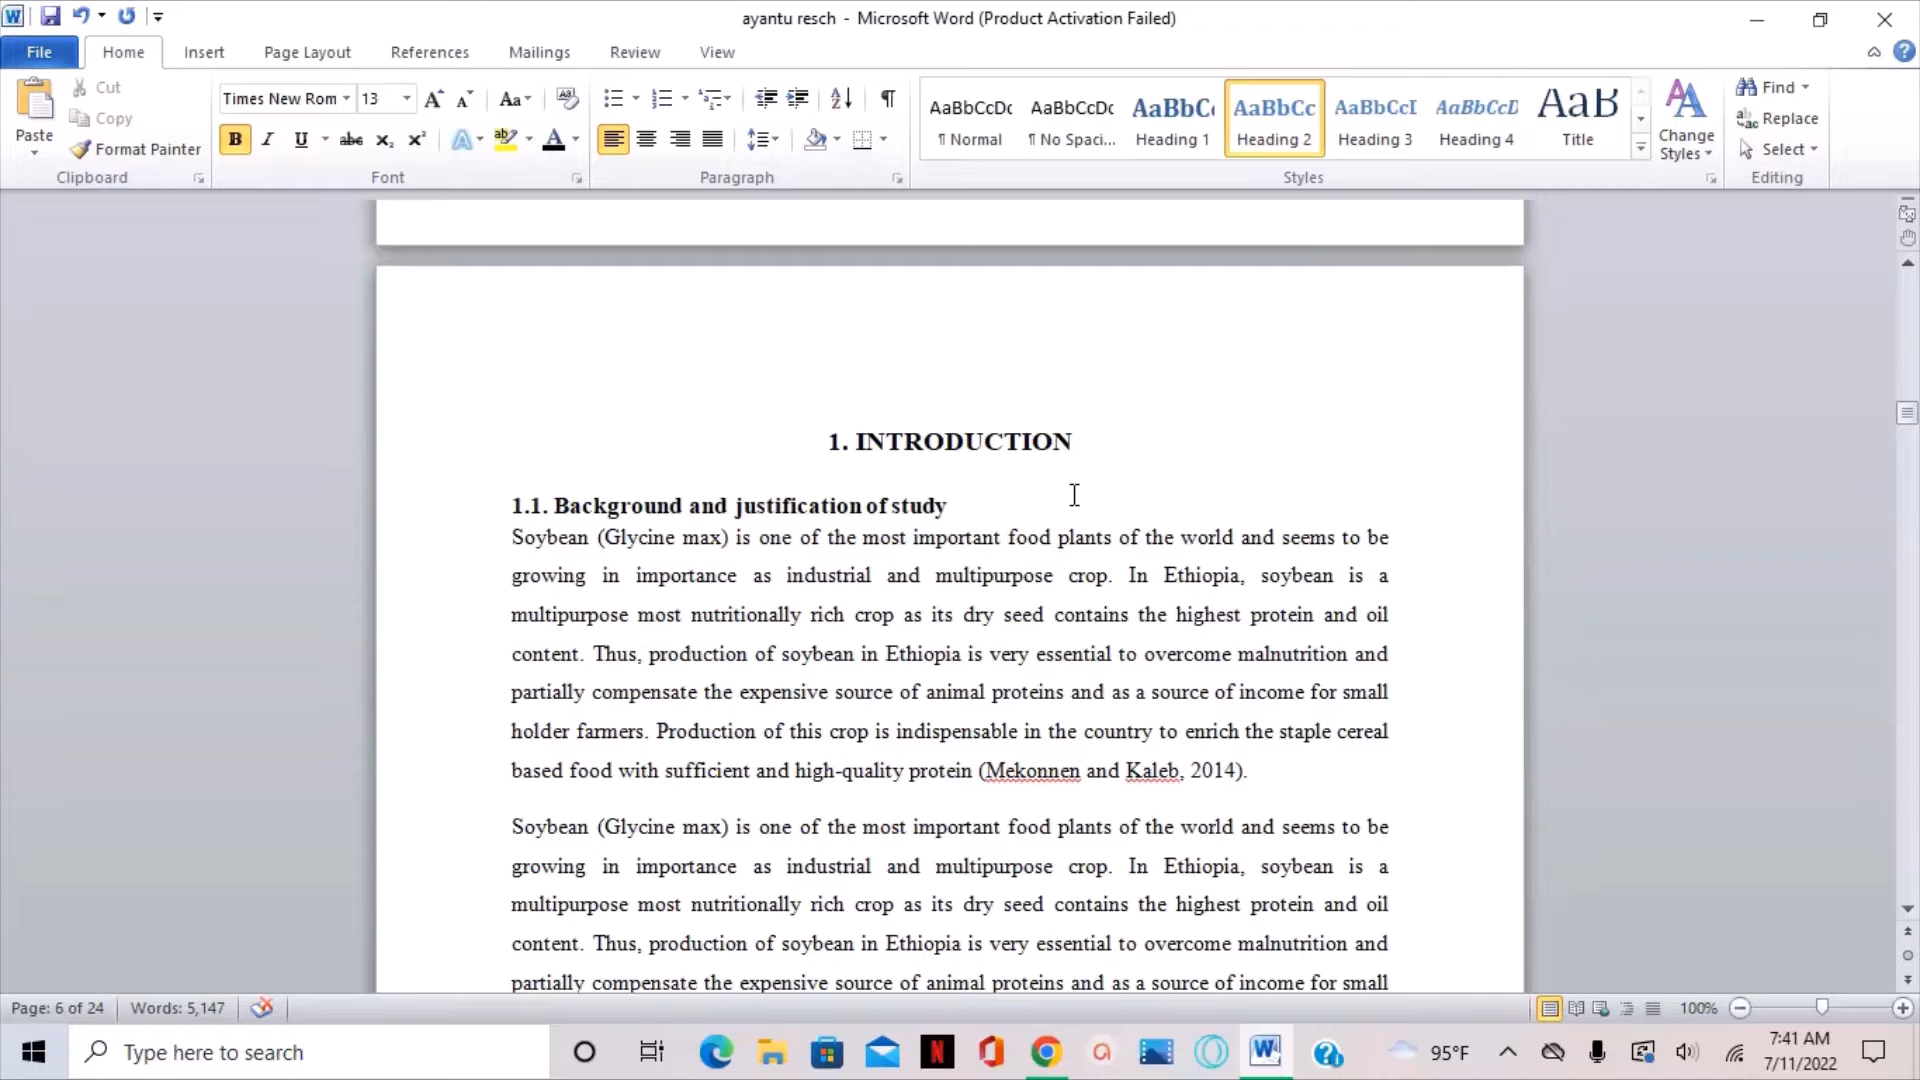 ayantu resch - Microsoft Word (Product Activation Failed)
File Home Insert Page Layout References Mailings Review View
Paste
Cut
Copy
Format Painter
Clipboard
Times New Rom 13
Font
Paragraph
AaBbCcDc AaBbCcDc AaBbC AaBbCc AaBbCcI AaBbCcD AaB
¶ Normal ¶ No Spaci... Heading 1 Heading 2 Heading 3 Heading 4 Title
Change Styles
Styles
Find
Replace
Select
Editing
1. INTRODUCTION
1.1. Background and justification of study
Soybean (Glycine max) is one of the most important food plants of the world and seems to be
growing in importance as industrial and multipurpose crop. In Ethiopia, soybean is a
multipurpose most nutritionally rich crop as its dry seed contains the highest protein and oil
content. Thus, production of soybean in Ethiopia is very essential to overcome malnutrition and
partially compensate the expensive source of animal proteins and as a source of income for small
holder farmers. Production of this crop is indispensable in the country to enrich the staple cereal
based food with sufficient and high-quality protein (Mekonnen and Kaleb, 2014).
Soybean (Glycine max) is one of the most important food plants of the world and seems to be
growing in importance as industrial and multipurpose crop. In Ethiopia, soybean is a
multipurpose most nutritionally rich crop as its dry seed contains the highest protein and oil
content. Thus, production of soybean in Ethiopia is very essential to overcome malnutrition and
partially compensate the expensive source of animal proteins and as a source of income for small
Page: 6 of 24 Words: 5,147 100%
Type here to search
95°F
7:41 AM
7/11/2022